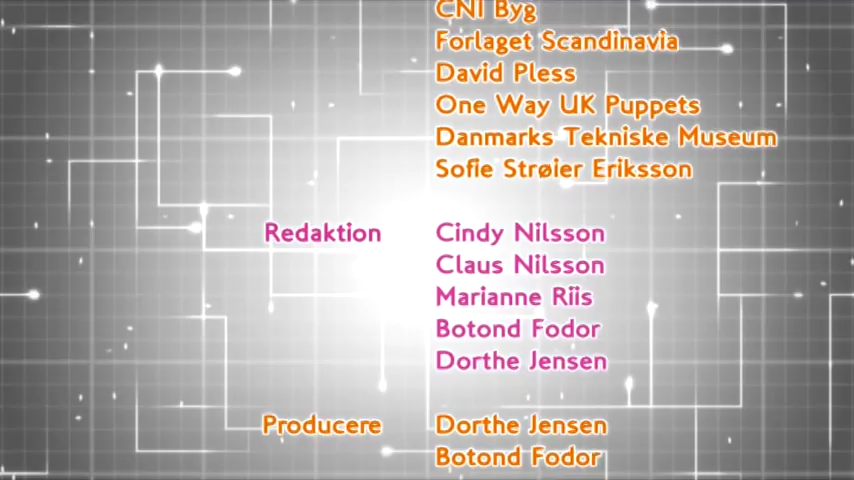 CNI Byg
Forlaget Scandinavia
David Pless
One Way UK Puppets
Danmarks Tekniske Museum
Sofie Strøier Eriksson
Redaktion Cindy Nilsson
Claus Nilsson
Marianne Riis
Botond Fodor
Dorthe Jensen
Producere Dorthe Jensen
Botond Fodor